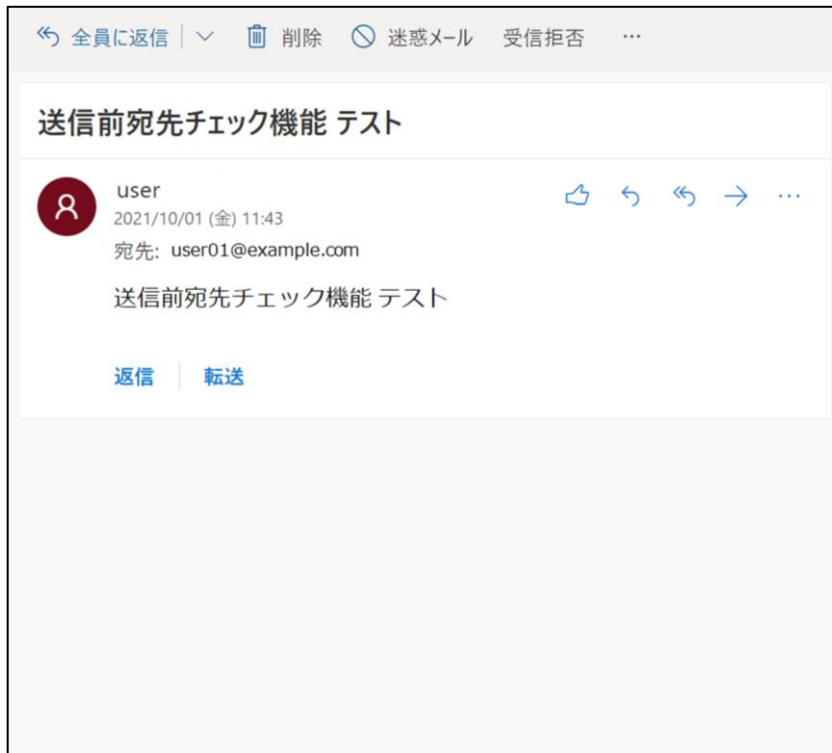 全員に返信 削除 迷惑メール 受信拒否 …
送信前宛先チェック機能 テスト
user
2021/10/01 (金) 11:43
宛先: user01@example.com
送信前宛先チェック機能 テスト
返信 転送